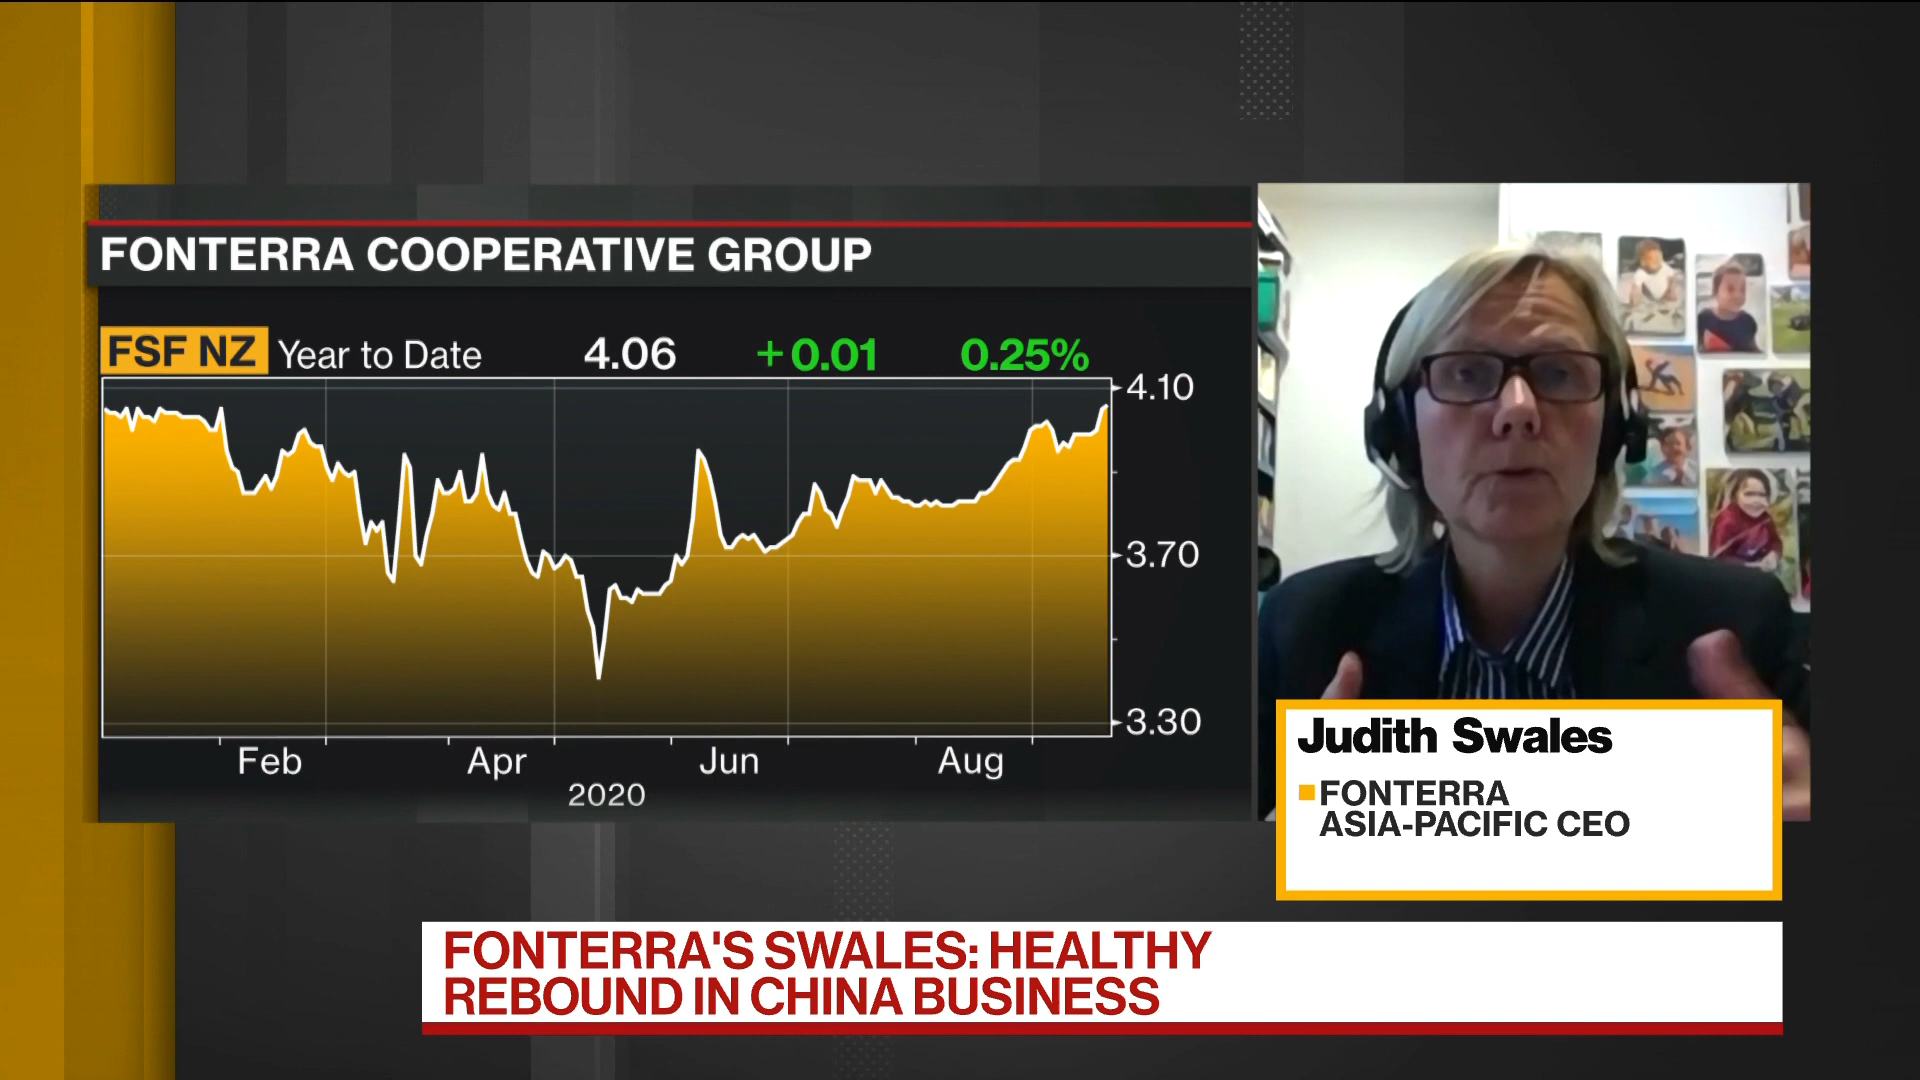 FONTERRA COOPERATIVE GROUP
FSF NZ Year to Date 4.06 +0.01 0.25%
4.10
3.70
3.30
Feb Apr Jun Aug
2020
Judith Swales
FONTERRA
ASIA-PACIFIC CEO
FONTERRA'S SWALES: HEALTHY
REBOUND IN CHINA BUSINESS